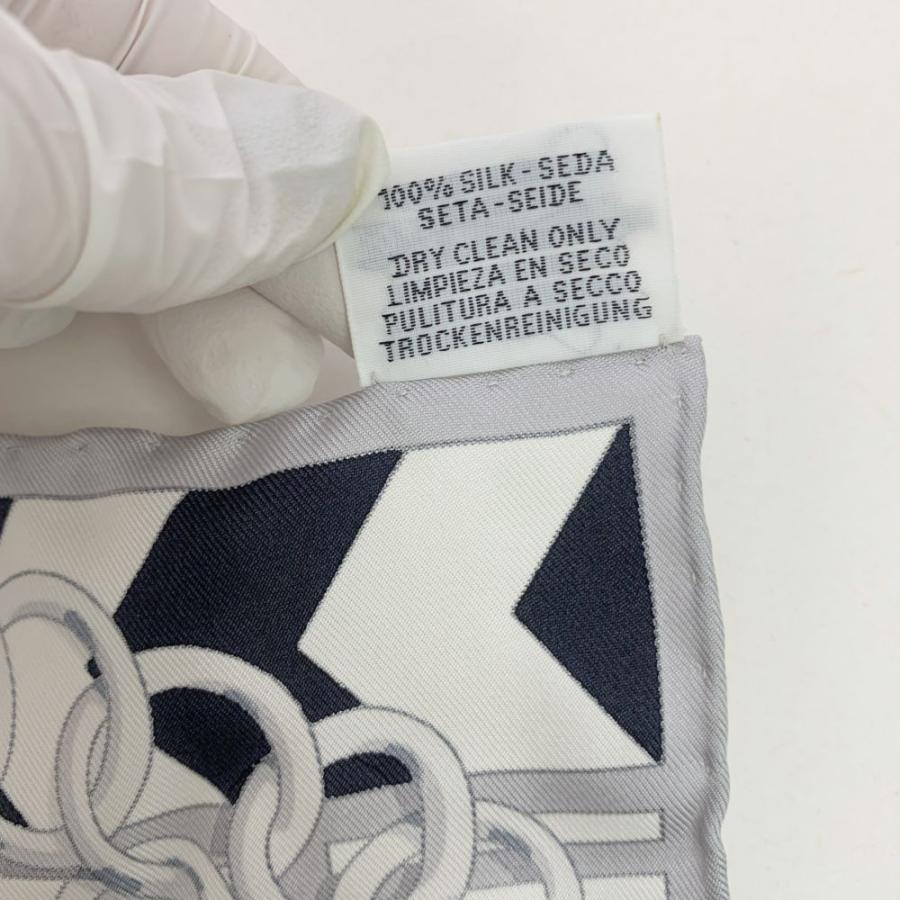 100% SILK - SEDA
SETA - SEIDE
DRY CLEAN ONLY
LIMPIEZA EN SECO
PULITURA A SECCO
TROCKENREINIGUNG